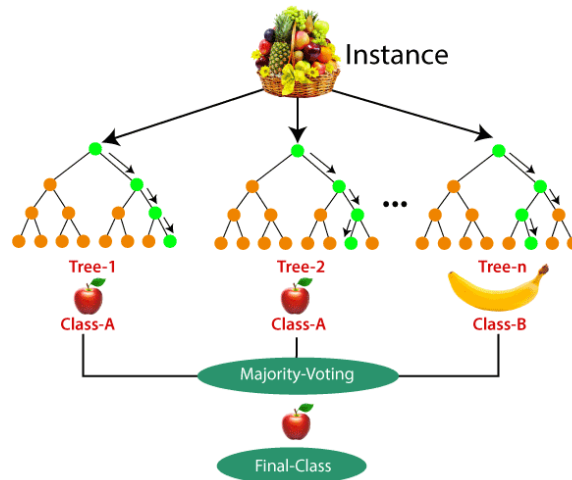 Instance
...
Tree-1
Tree-2
Tree-n
Class-A
Class-A
Class-B
Majority-Voting
Final-Class